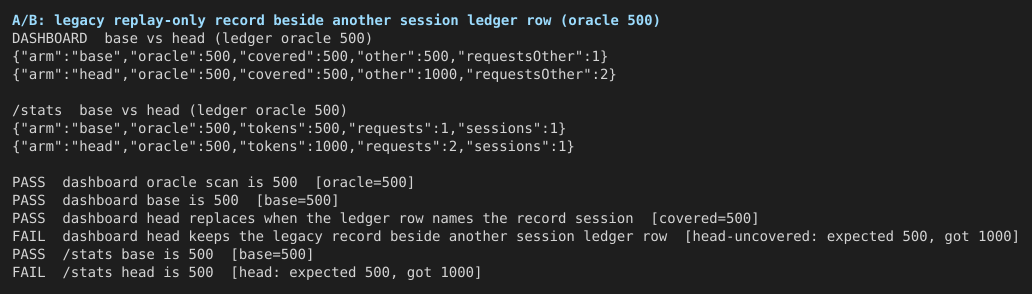 A/B: legacy replay-only record beside another session ledger row (oracle 500)
DASHBOARD  base vs head (ledger oracle 500)
{"arm":"base","oracle":500,"covered":500,"other":500,"requestsOther":1}
{"arm":"head","oracle":500,"covered":500,"other":1000,"requestsOther":2}
/stats  base vs head (ledger oracle 500)
{"arm":"base","oracle":500,"tokens":500,"requests":1,"sessions":1}
{"arm":"head","oracle":500,"tokens":1000,"requests":2,"sessions":1}
PASS  dashboard oracle scan is 500  [oracle=500]
PASS  dashboard base is 500  [base=500]
PASS  dashboard head replaces when the ledger row names the record session  [covered=500]
FAIL  dashboard head keeps the legacy record beside another session ledger row  [head-uncovered: expected 500, got 1000]
PASS  /stats base is 500  [base=500]
FAIL  /stats head is 500  [head: expected 500, got 1000]